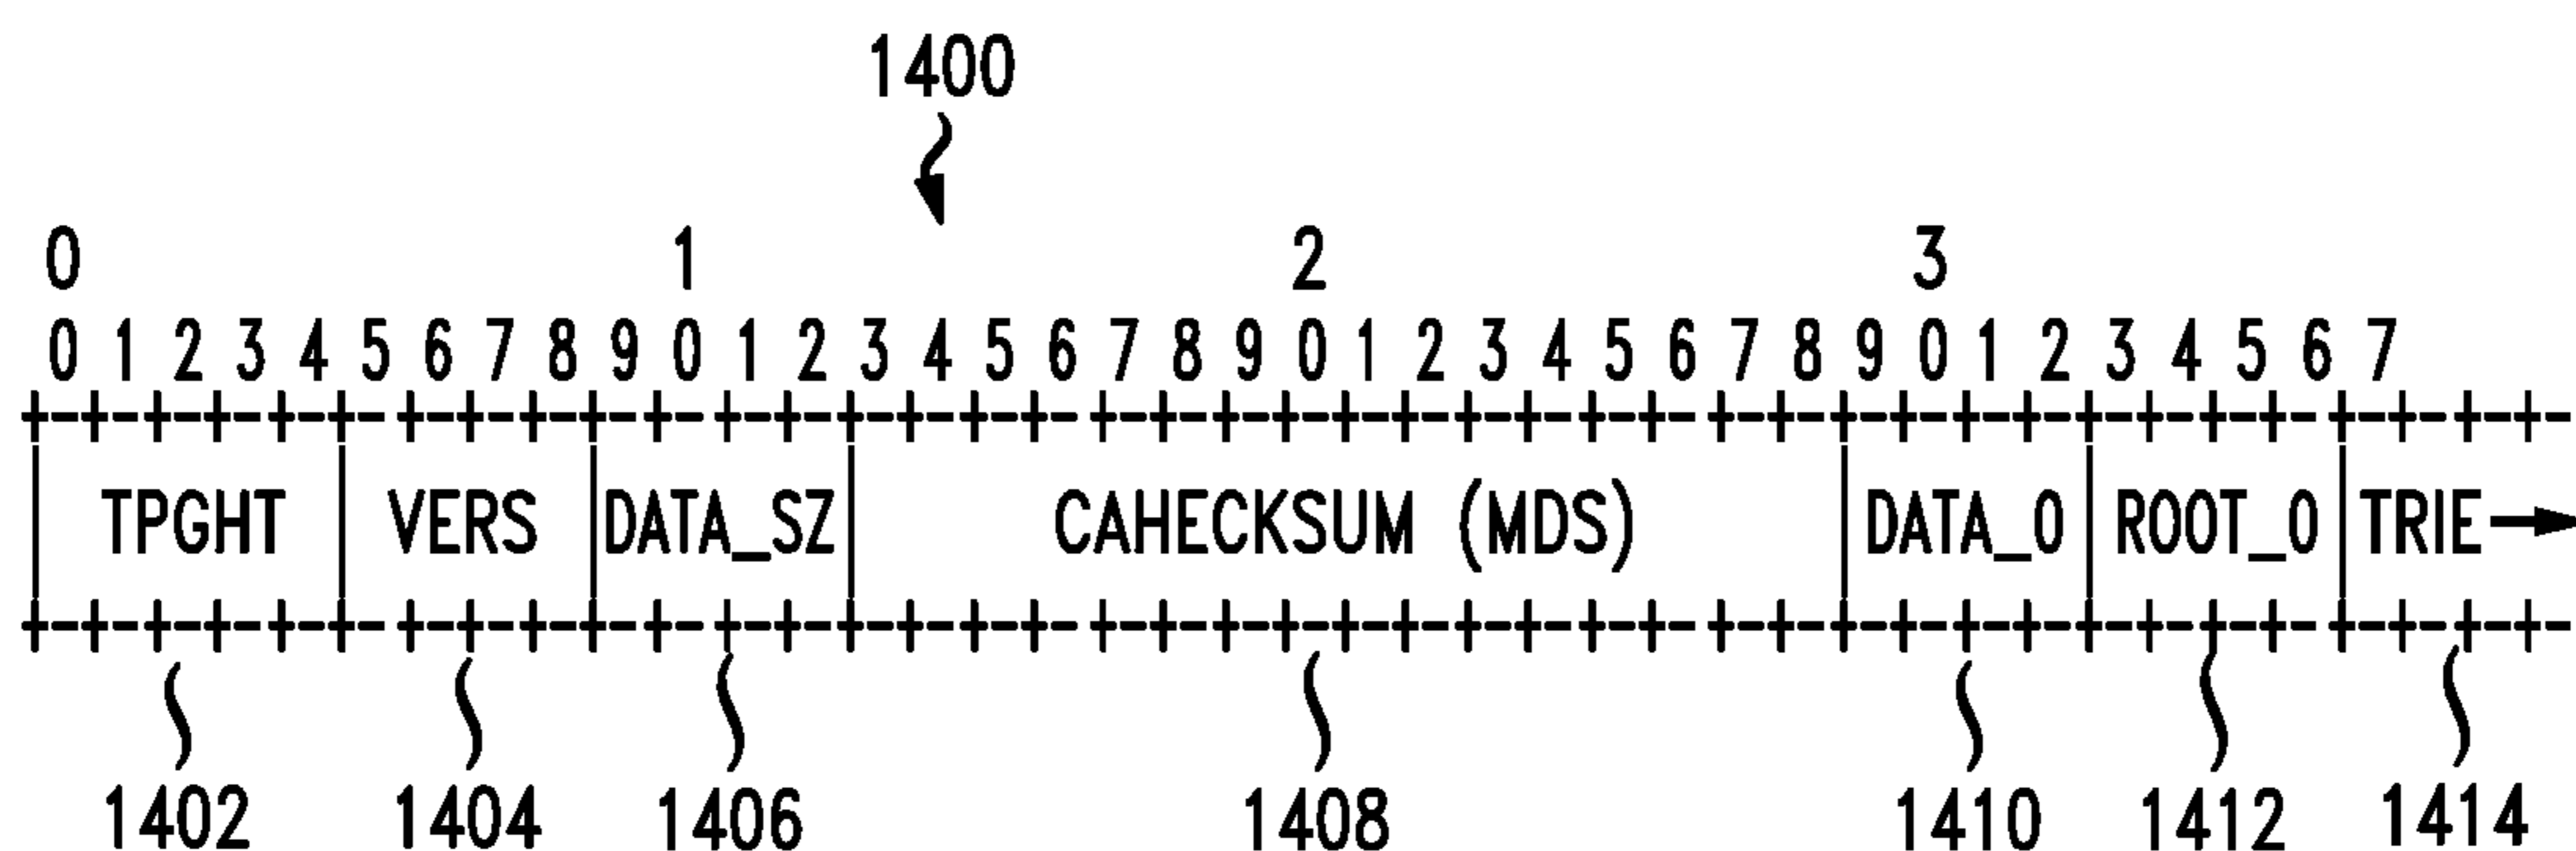 1400
0 1 2 3
0 1 2 3 4 5 6 7 8 9 0 1 2 3 4 5 6 7 8 9 0 1 2 3 4 5 6 7 8 9 0 1 2 3 4 5 6 7
TPGHT VERS DATA_SZ CAHECKSUM (MDS) DATA_0 ROOT_0 TRIE
1402 1404 1406 1408 1410 1412 1414